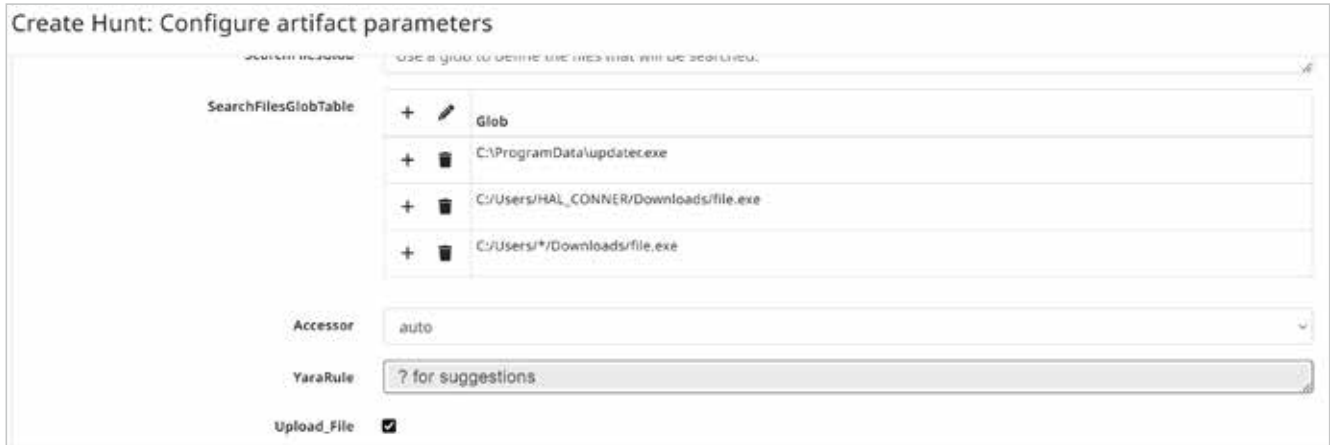 Create Hunt: Configure artifact parameters
SearchFilesGlob
Use a glob to define the files that will be searched.
SearchFilesGlobTable
Glob
C:\ProgramData\updater.exe
C:/Users/HAL_CONNER/Downloads/file.exe
C:/Users/*/Downloads/file.exe
Accessor
auto
YaraRule
? for suggestions
Upload_File